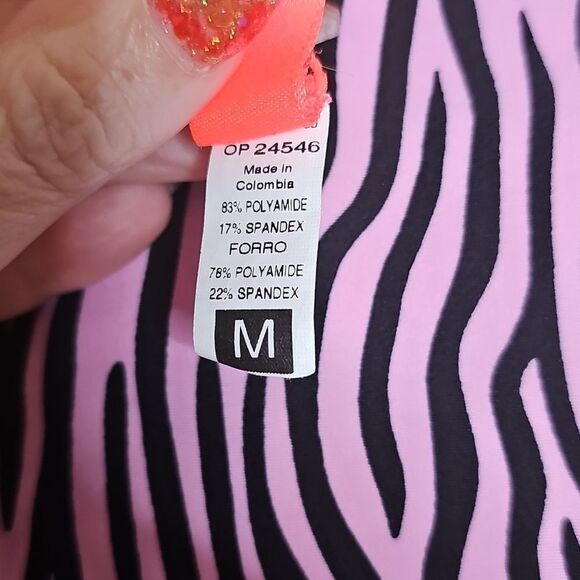 OP 24546
Made in
Colombia
83% POLYAMIDE
17% SPANDEX
FORRO
78% POLYAMIDE
22% SPANDEX
M